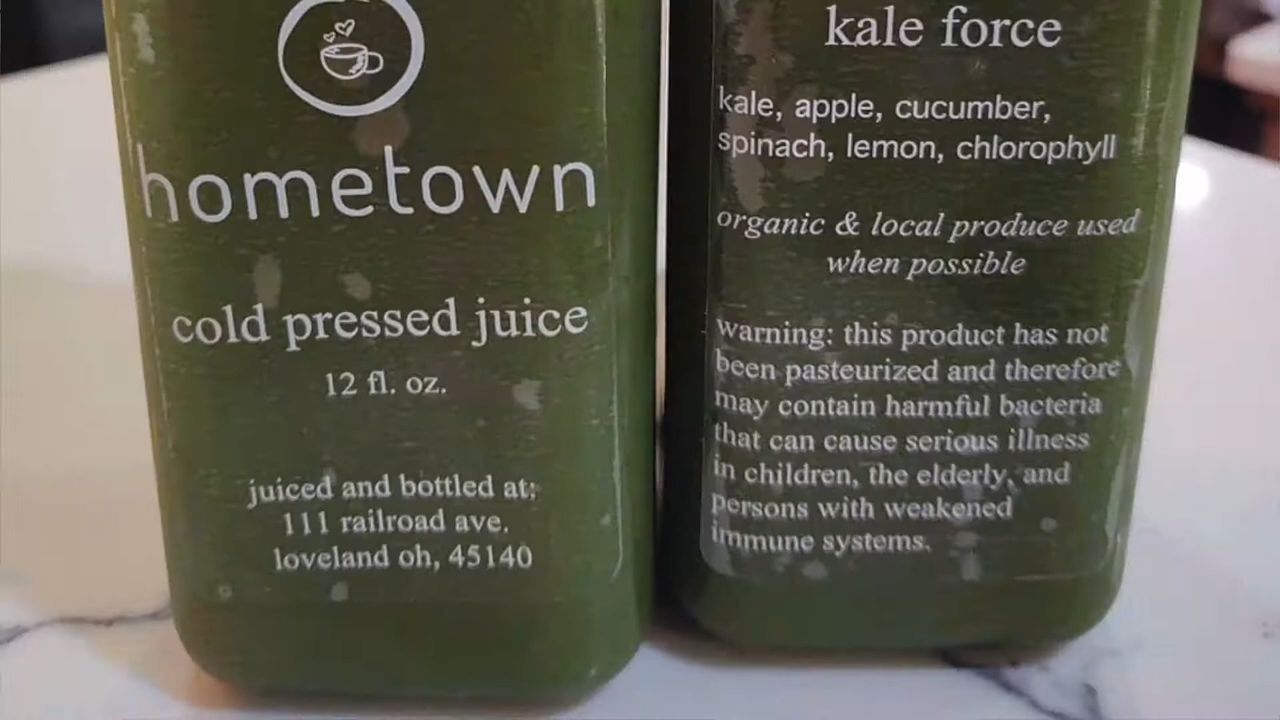 hometown
cold pressed juice
12 fl. oz.
juiced and bottled at:
111 railroad ave.
loveland oh, 45140
kale force
kale, apple, cucumber,
spinach, lemon, chlorophyll
organic & local produce used
when possible
warning: this product has not
been pasteurized and therefore
may contain harmful bacteria
that can cause serious illness
in children, the elderly, and
persons with weakened
immune systems.